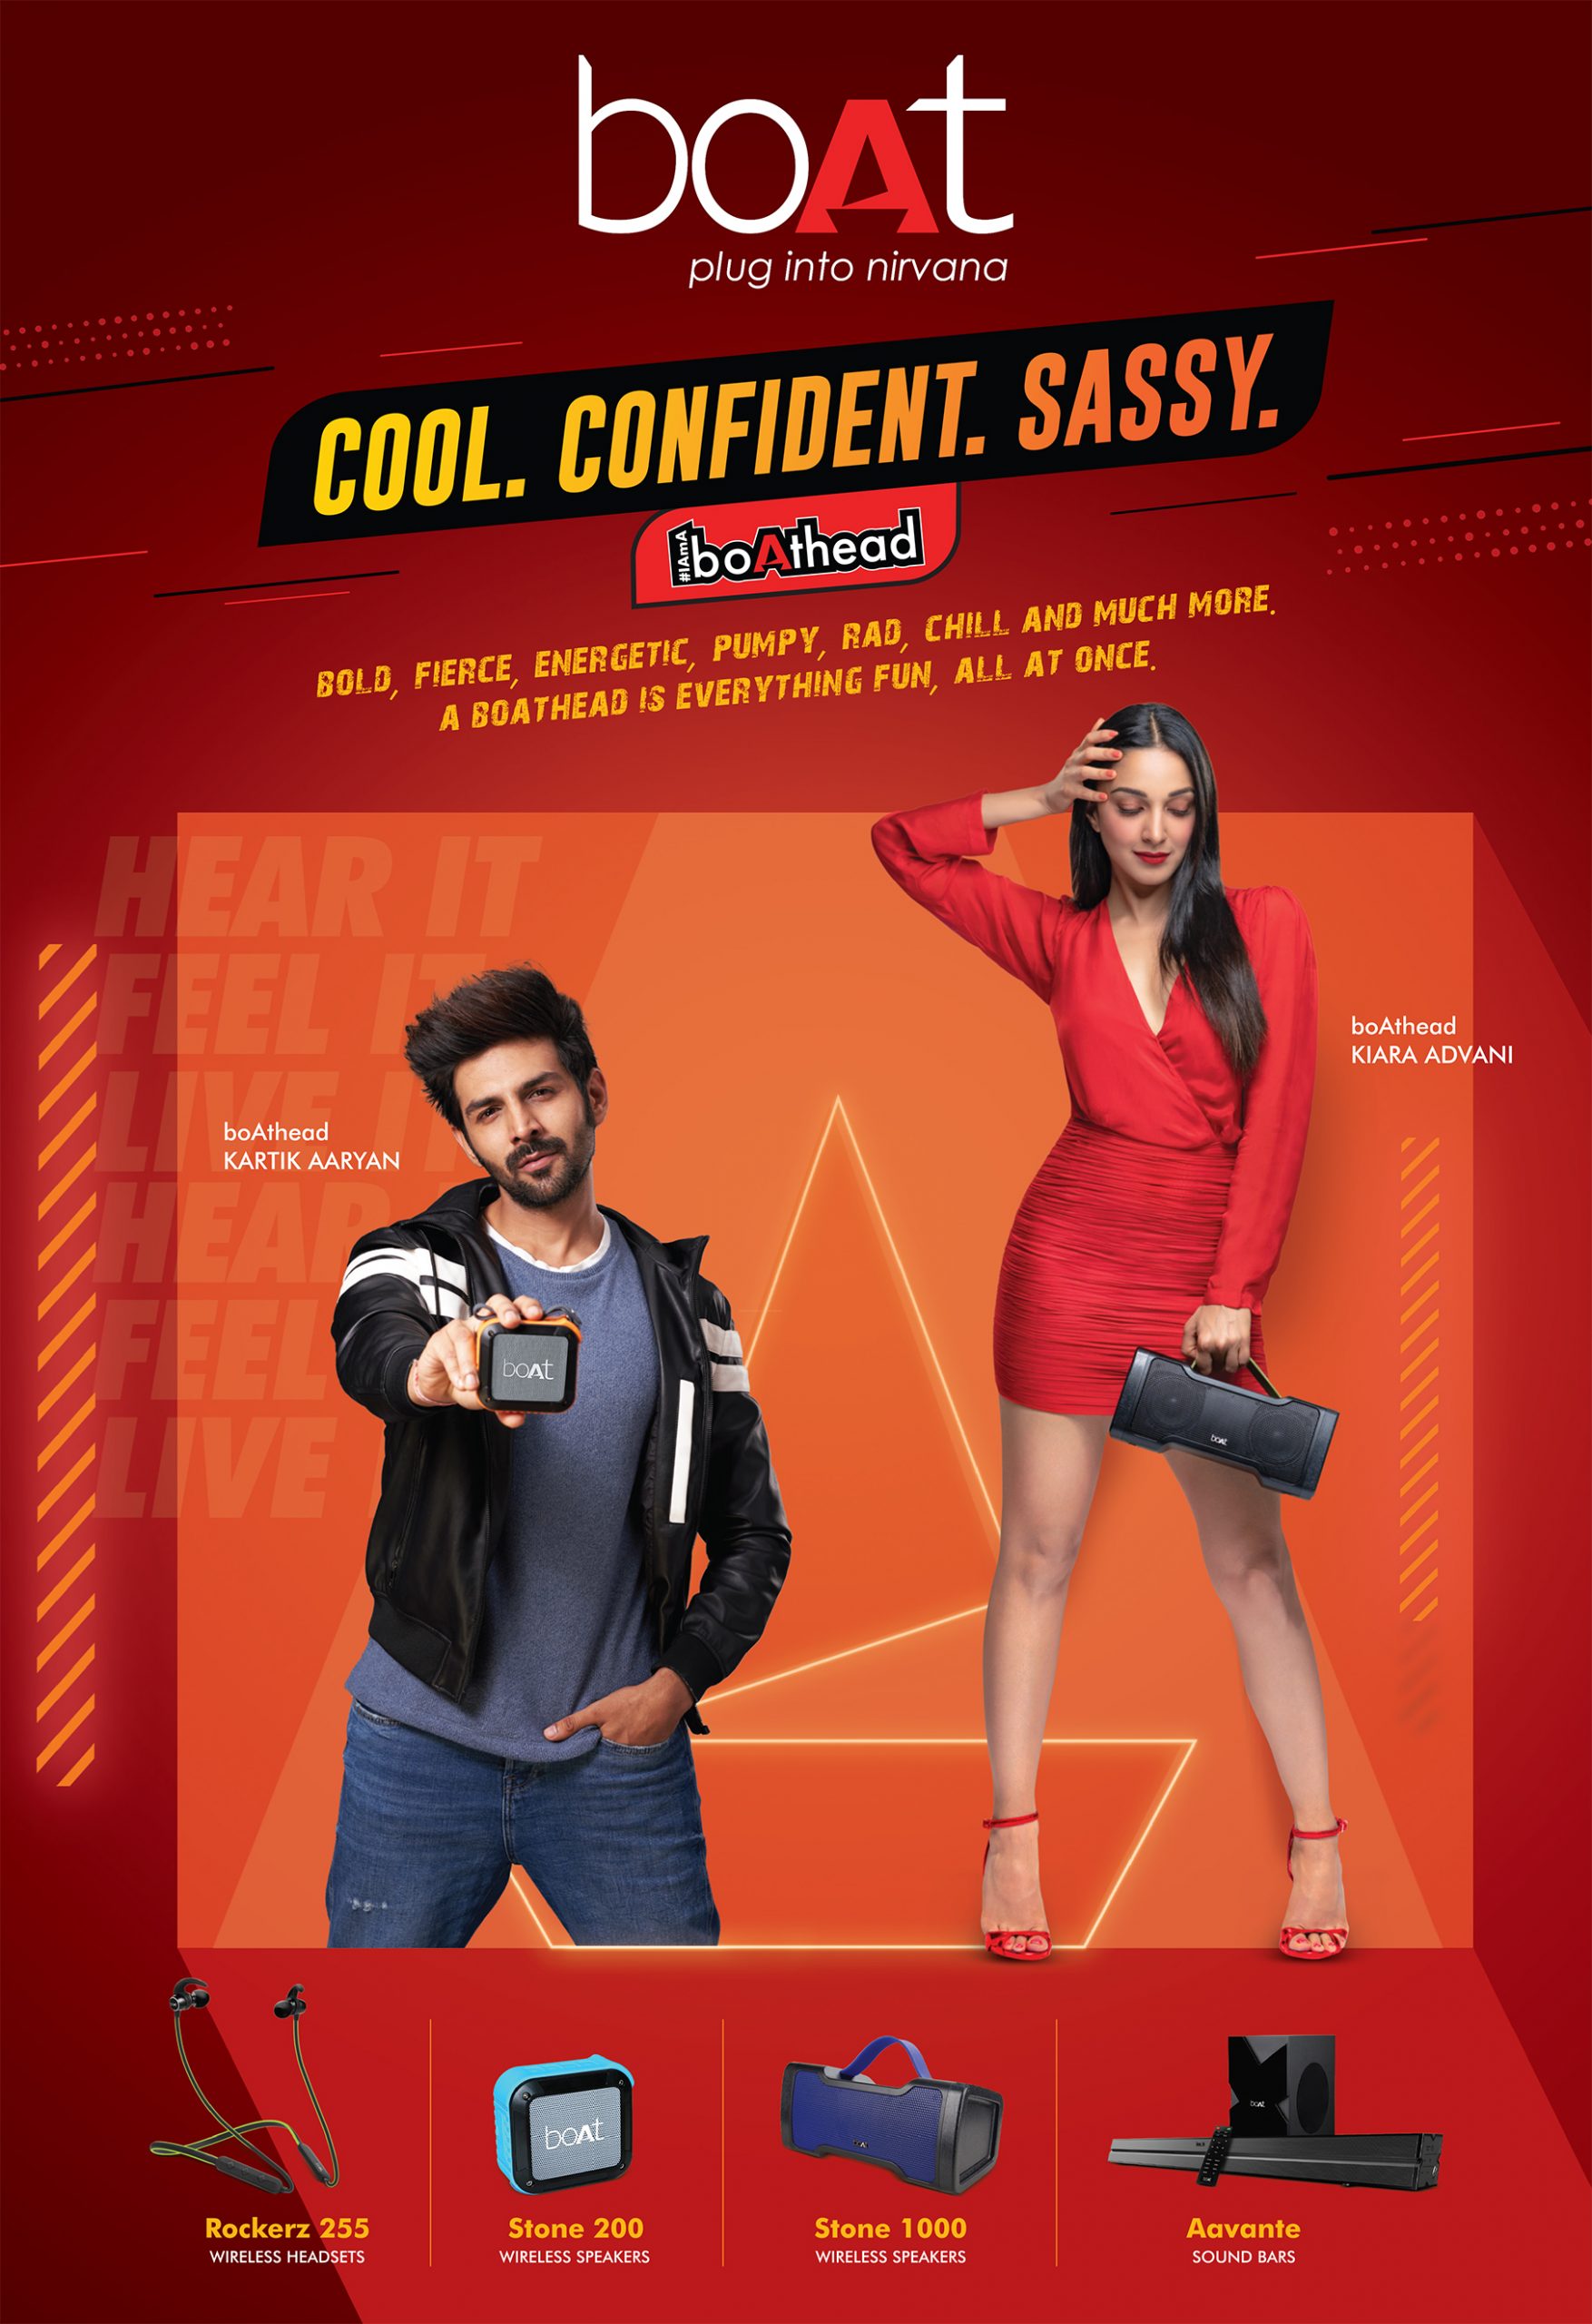 boAt
plug into nirvana
COOL. CONFIDENT. SASSY.
#IAmA boAthead
BOLD, FIERCE, ENERGETIC, PUMPY, RAD, CHILL AND MUCH MORE.
A BOATHEAD IS EVERYTHING FUN, ALL AT ONCE.
HEAR IT
FEEL IT
LIVE I
HEAR
FEEL
LIVE
boAthead
KIARA ADVANI
boAthead
KARTIK AARYAN
boAt
boAt
boAt
boAt
Rockerz 255
WIRELESS HEADSETS
Stone 200
WIRELESS SPEAKERS
Stone 1000
WIRELESS SPEAKERS
Aavante
SOUND BARS